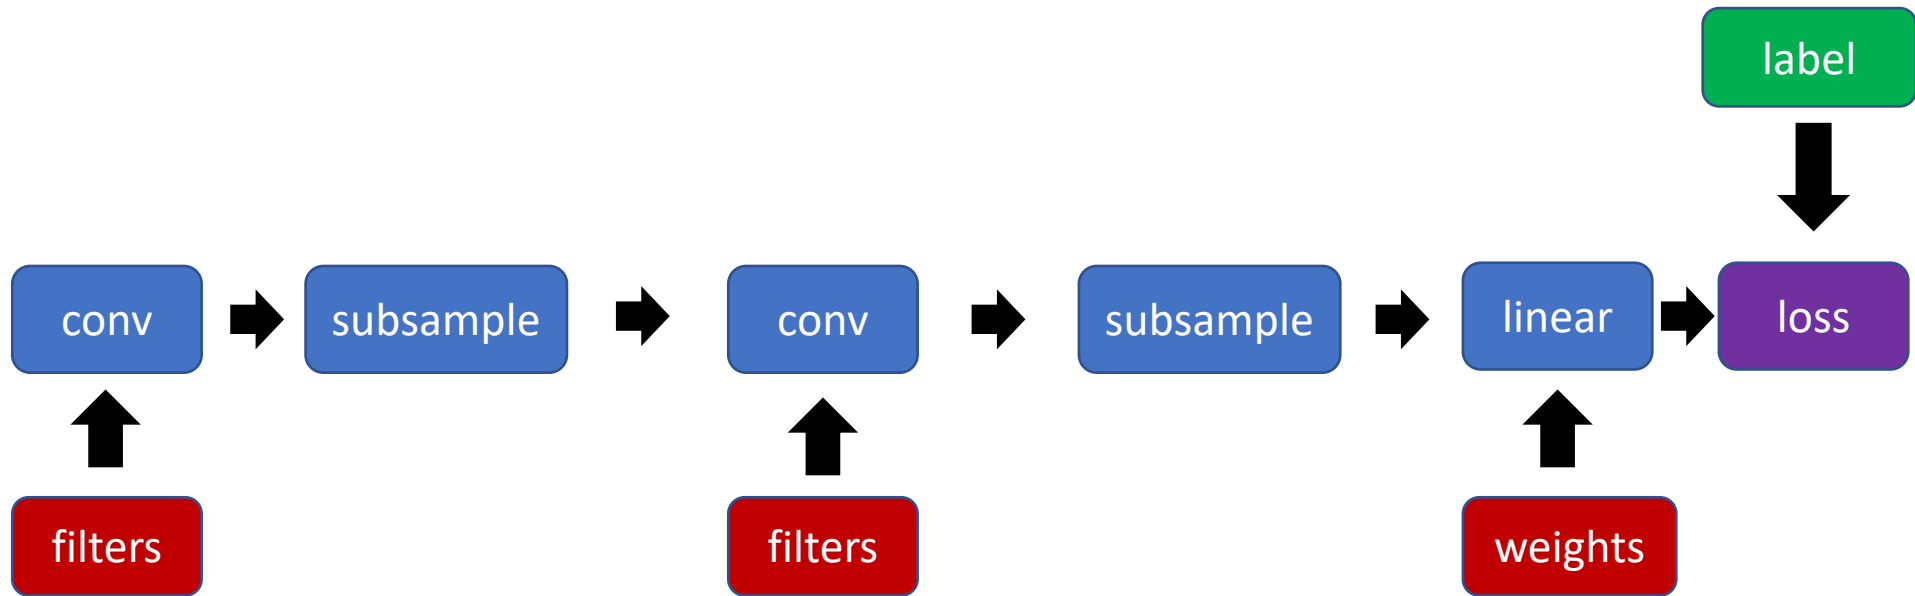 label
conv
subsample
conv
subsample
linear
loss
filters
filters
weights